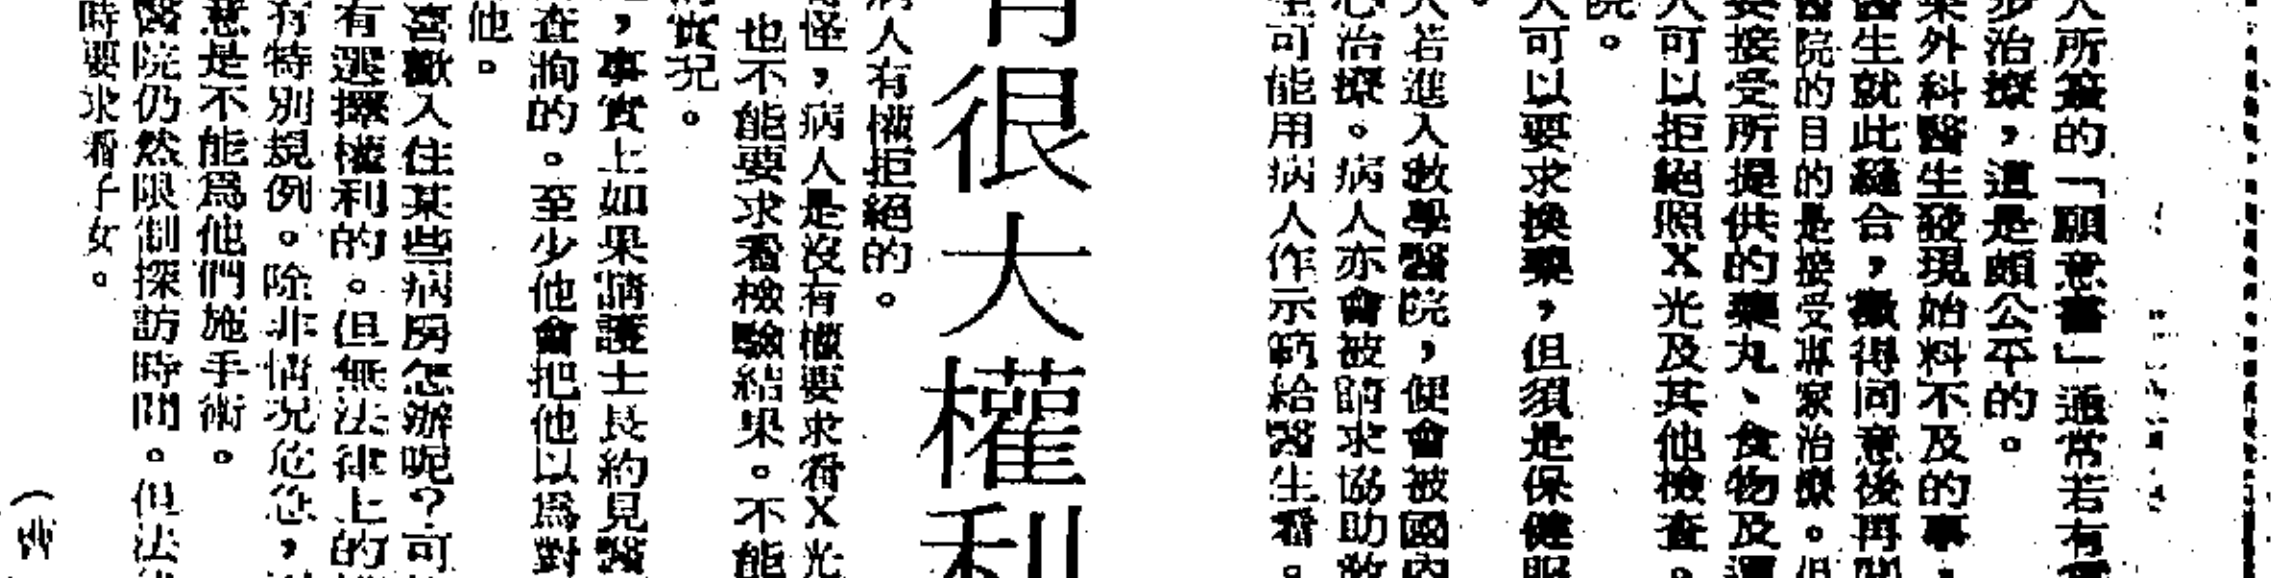 人所簽的「願意書」通常若有
步治療，這是頗公平的。
果外科醫生發現始料不及的事，
醫生就此縫合，徵得同意後再開
醫院的目的是接受專家治療。但
要接受所提供的藥丸、食物及運
人可以拒絕照X光及其他檢查。
院。
人可以要求換藥，但須是保健服
人若進入教學醫院，便會被國內
心治療。病人亦會被請求協助教
可能用病人作示範給醫生看。
有很大權利
病人有權拒絕的。
怪，病人是沒有權要求看X光
也不能要求看檢驗結果。不能
的實況。
，事實上如果請護士長約見醫
查詢的。至少他會把他以爲對
他。
喜歡入住某些病房怎辦呢？可
有選擇權利的。但無法律上的
有特別規例。除非情況危急，
意是不能爲他們施手術。
醫院仍然限制探訪時間。但法
時要求看子女。